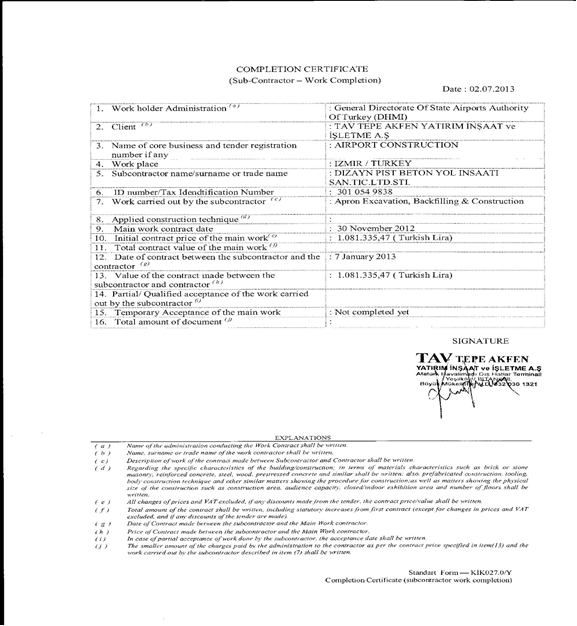 COMPLETION CERTIFICATE
(Sub-Contractor – Work Completion)
Date : 02.07.2013
1. Work holder Administration (a) : General Directorate Of State Airports Authority
Of Turkey (DHMI)
2. Client (b) : TAV TEPE AKFEN YATIRIM İNŞAAT ve
İŞLETME A.Ş
3. Name of core business and tender registration : AIRPORT CONSTRUCTION
number if any
4. Work place : IZMIR / TURKEY
5. Subcontractor name/surname or trade name : DIZAYN PIST BETON YOL INSAATI
SAN.TIC.LTD.STI.
6. ID number/Tax Idendtification Number : 301 054 9838
7. Work carried out by the subcontractor (c) : Apron Excavation, Backfilling & Construction
8. Applied construction technique (d) :
9. Main work contract date : 30 November 2012
10. Initial contract price of the main work (e) : 1.081.335,47 ( Turkish Lira)
11. Total contract value of the main work (f)
12. Date of contract between the subcontractor and the : 7 January 2013
contractor (g)
13. Value of the contract made between the : 1.081.335,47 ( Turkish Lira)
subcontractor and contractor (h)
14. Partial/ Qualified acceptance of the work carried
out by the subcontractor (i)
15. Temporary Acceptance of the main work : Not completed yet
16. Total amount of document (j) :
SIGNATURE
TAV TEPE AKFEN
YATIRIM İNŞAAT ve İŞLETME A.Ş
Atatürk Havalimanı Dış Hatlar Terminali
Yeşilköy İSTANBUL
EXPLANATIONS
( a ) Name of the administration conducting the Work Contract shall be written.
( b ) Name, surname or trade name of the work contract shall be written.
( c ) Description of work of the contract made between Subcontractor and Contractor shall be written.
( d ) Regarding the specific characteristics of the building/construction; in terms of materials characteristics such as brick or stone
masonry, reinforced concrete, steel, wood, prepressed concrete and similar shall be written; also, prefabricated construction, tooling,
body construction technique and other similar matters showing the procedure for construction;as well as matters showing the physical
size of the construction such as construction area, audience capacity, closed/indoor exhibition area and number of floors shall be
written.
( e ) All changes of prices and VAT excluded, if any discounts made from the tender, the contract price/value shall be written.
( f ) Total amount of the contract shall be written, including statutory increases from first contract (except for changes in prices and VAT
excluded, and if any discounts of the tender are made).
( g ) Date of Contract made between the subcontractor and the Main Work contractor.
( h ) Price of Contract made between the subcontractor and the Main Work contractor.
( i ) In case of partial acceptance of work done by the subcontractor, the acceptance date shall be written.
( j ) The smaller amount of the charges paid by the administration to the contractor as per the contract price specified in item(13) and the
work carried out by the subcontractor described in item (7) shall be written.
Standart Form — KİK027.0/Y
Completion Certificate (subcontractor work completion)